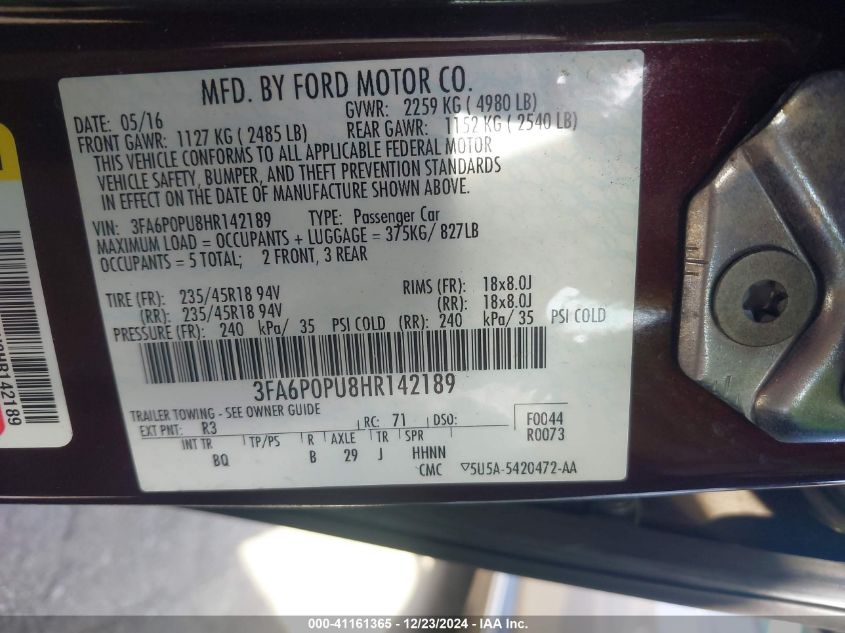 MFD. BY FORD MOTOR CO.
DATE: 05/16 GVWR: 2259 KG ( 4980 LB)
FRONT GAWR: 1127 KG ( 2485 LB) REAR GAWR: 1152 KG ( 2540 LB)
THIS VEHICLE CONFORMS TO ALL APPLICABLE FEDERAL MOTOR
VEHICLE SAFETY, BUMPER, AND THEFT PREVENTION STANDARDS
IN EFFECT ON THE DATE OF MANUFACTURE SHOWN ABOVE.
VIN: 3FA6P0PU8HR142189 TYPE: Passenger Car
MAXIMUM LOAD = OCCUPANTS + LUGGAGE = 375KG/ 827LB
OCCUPANTS = 5 TOTAL; 2 FRONT, 3 REAR
TIRE (FR): 235/45R18 94V RIMS (FR): 18x8.0J
(RR): 235/45R18 94V (RR): 18x8.0J
PRESSURE (FR): 240 kPa/ 35 PSI COLD (RR): 240 kPa/ 35 PSI COLD
3FA6P0PU8HR142189
TRAILER TOWING - SEE OWNER GUIDE
EXT PNT: R3 RC: 71 DSO: F0044
INT TR TP/PS R AXLE TR SPR R0073
BQ B 29 J HHNN
CMC ▽5U5A-5420472-AA
HR142189
000-41161365 - 12/23/2024 - IAA Inc.